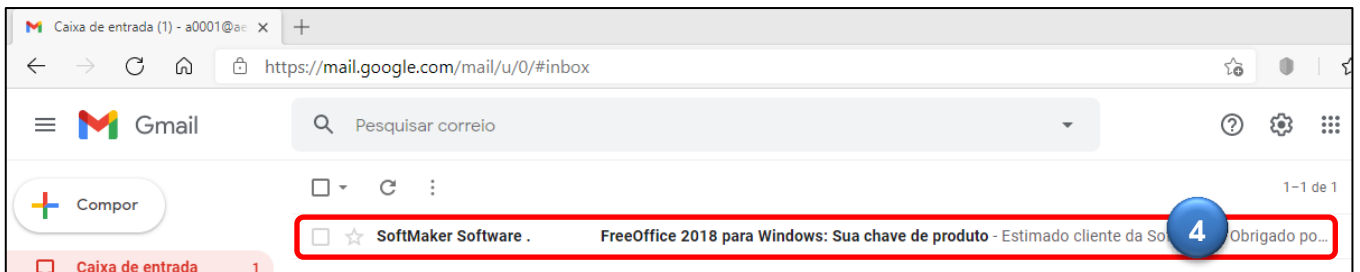 Caixa de entrada (1) - a0001@ae
https://mail.google.com/mail/u/0/#inbox
Gmail
Pesquisar correio
Compor
1–1 de 1
SoftMaker Software . FreeOffice 2018 para Windows: Sua chave de produto - Estimado cliente da So 4 Obrigado po...
Caixa de entrada 1